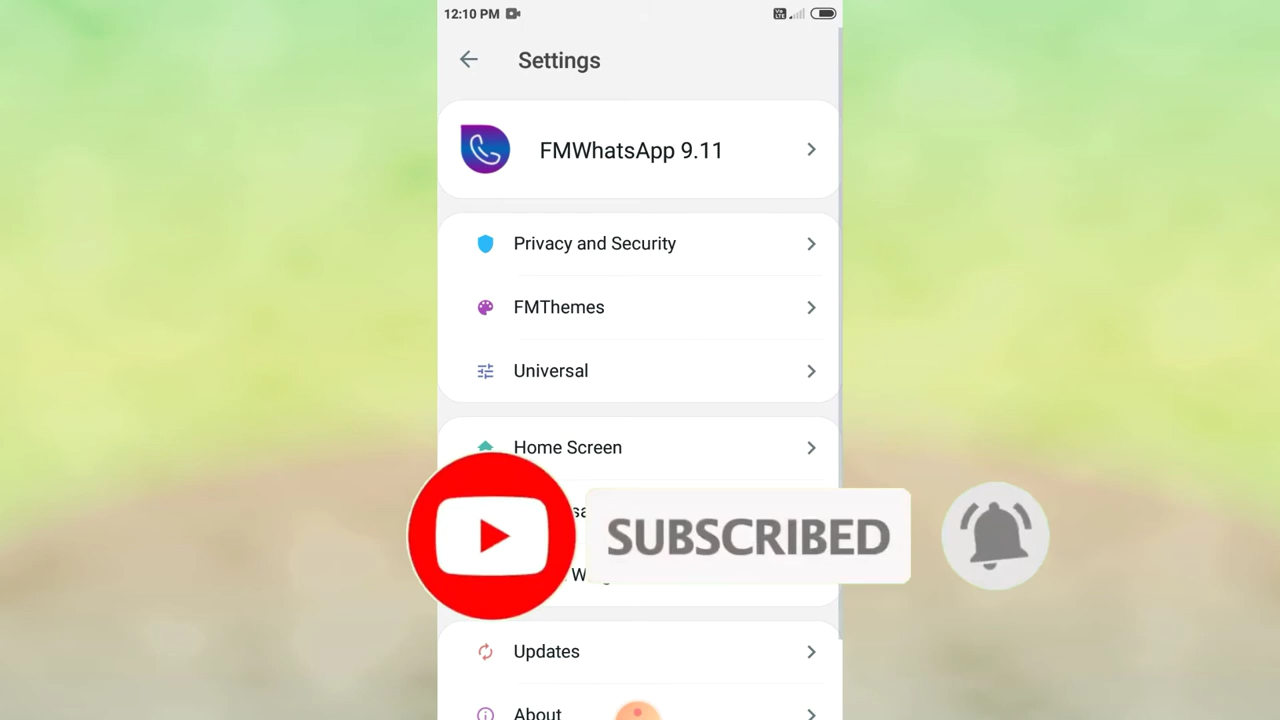 12:10 PM
Settings
FMWhatsApp 9.11
Privacy and Security
FMThemes
Universal
Home Screen
SUBSCRIBED
Updates
About